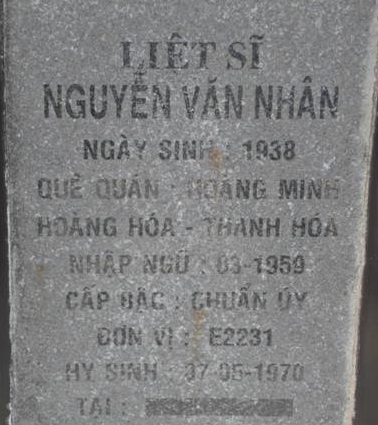 LIỆT SĨ
NGUYỄN VĂN NHÂN
NGÀY SINH : 1938
QUÊ QUÁN : HOẰNG MINH
HOẰNG HÓA - THANH HÓA
NHẬP NGŨ : 03-1959
CẤP BẬC : CHUẨN ÚY
ĐƠN VỊ : E2231
HY SINH : 07-05-1970
TẠI :